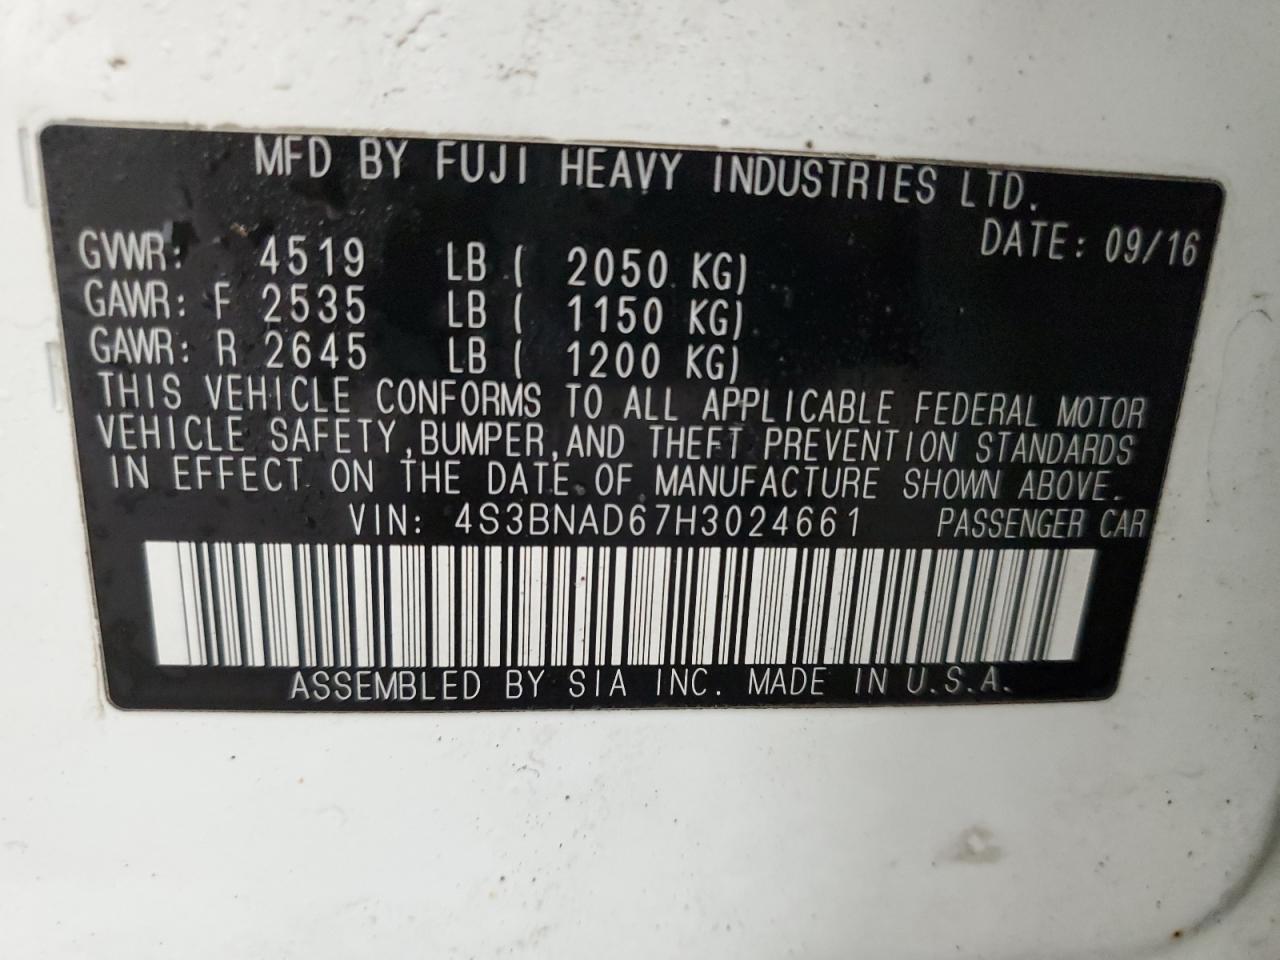 MFD BY FUJI HEAVY INDUSTRIES LTD.
DATE: 09/16
GVWR: 4519 LB ( 2050 KG)
GAWR: F 2535 LB ( 1150 KG)
GAWR: R 2645 LB ( 1200 KG)
THIS VEHICLE CONFORMS TO ALL APPLICABLE FEDERAL MOTOR
VEHICLE SAFETY,BUMPER,AND THEFT PREVENTION STANDARDS
IN EFFECT ON THE DATE OF MANUFACTURE SHOWN ABOVE.
VIN: 4S3BNAD67H3024661 PASSENGER CAR
ASSEMBLED BY SIA INC. MADE IN U.S.A.